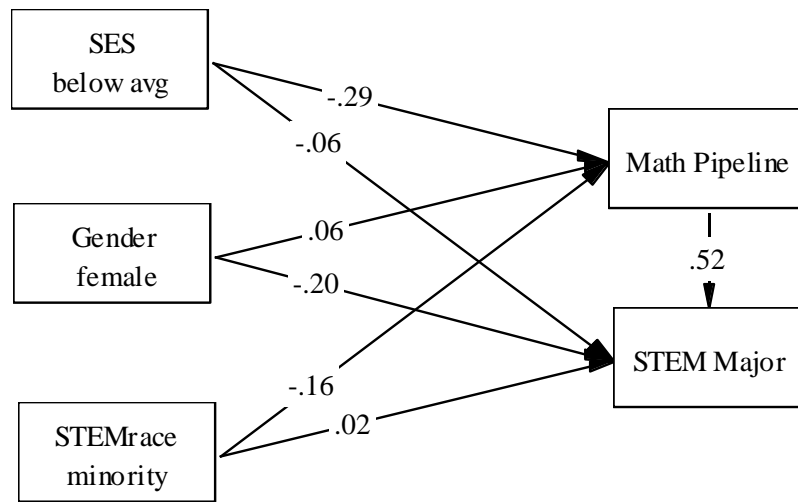 SES
below avg
-.29
-.06
Math Pipeline
Gender
female
.06
-.20
.52
STEM Major
-.16
.02
STEMrace
minority